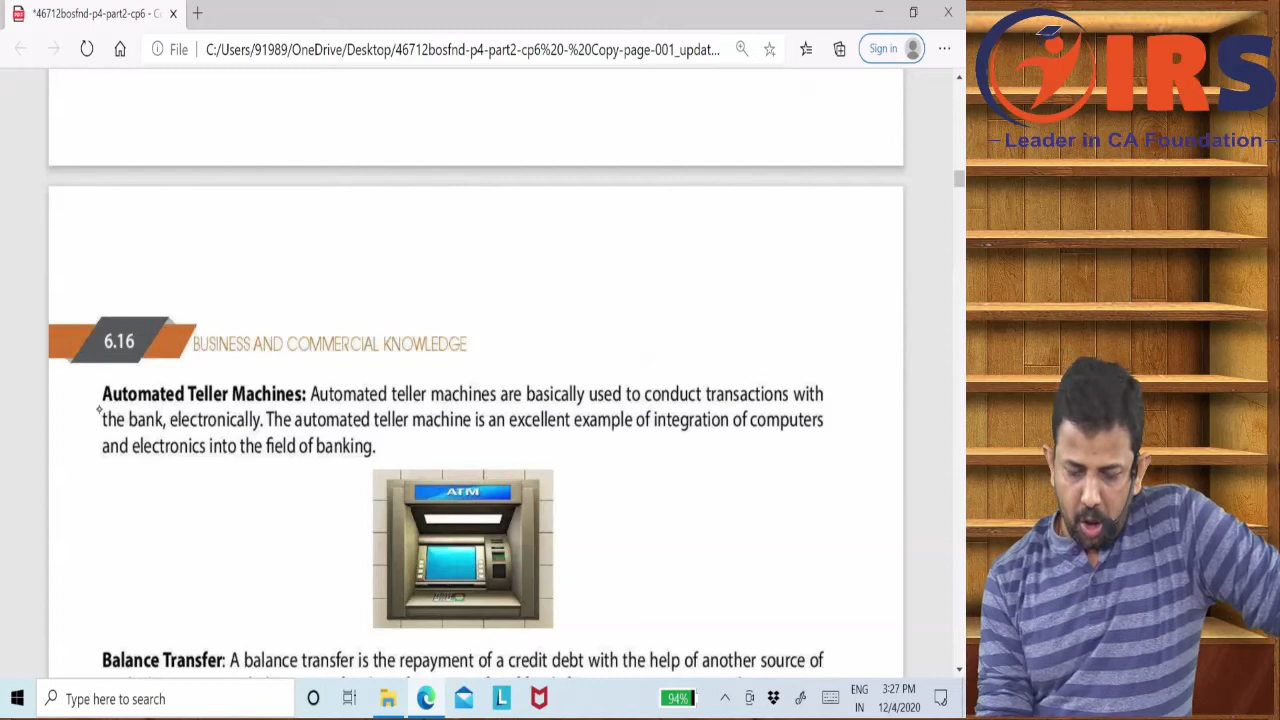 *46712bosfnd-p4-part2-cp6 - C
File
C:/Users/91989/OneDrive/Desktop/46712bosfnd-p4-part2-cp6%20-%20Copy-page-001_updat...
Sign in
IRS
Leader in CA Foundation
6.16
BUSINESS AND COMMERCIAL KNOWLEDGE
Automated Teller Machines: Automated teller machines are basically used to conduct transactions with
the bank, electronically. The automated teller machine is an excellent example of integration of computers
and electronics into the field of banking.
ATM
Balance Transfer: A balance transfer is the repayment of a credit debt with the help of another source of
Type here to search
94%
ENG
IN
3:27 PM
12/4/2020